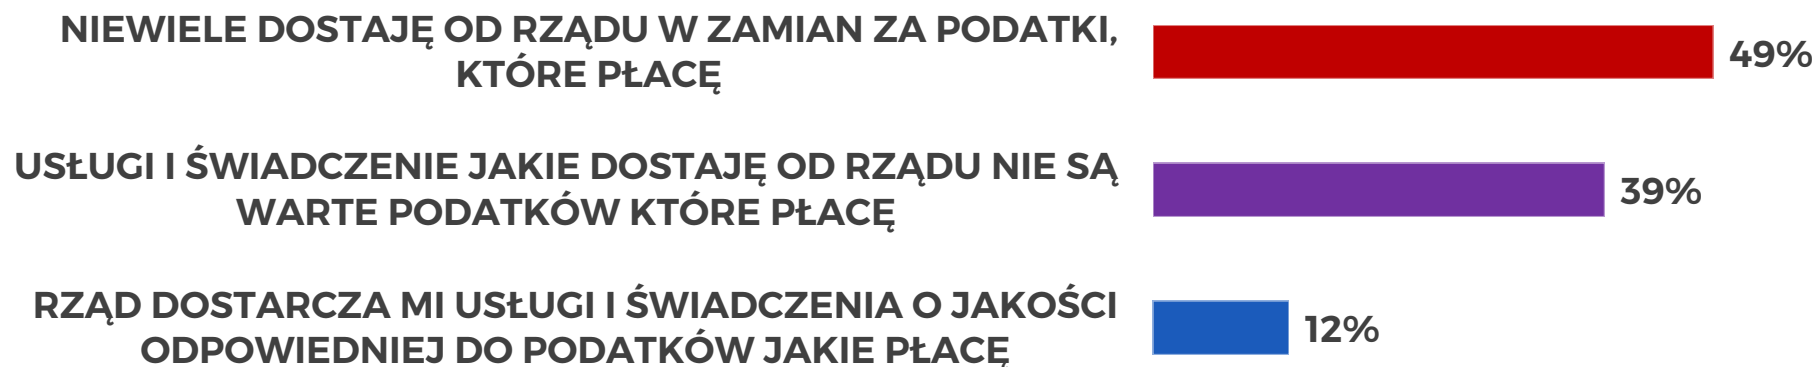 NIEWIELE DOSTAJĘ OD RZĄDU W ZAMIAN ZA PODATKI,
KTÓRE PŁACĘ
49%
USŁUGI I ŚWIADCZENIE JAKIE DOSTAJĘ OD RZĄDU NIE SĄ
WARTE PODATKÓW KTÓRE PŁACĘ
39%
RZĄD DOSTARCZA MI USŁUGI I ŚWIADCZENIA O JAKOŚCI
ODPOWIEDNIEJ DO PODATKÓW JAKIE PŁACĘ
12%